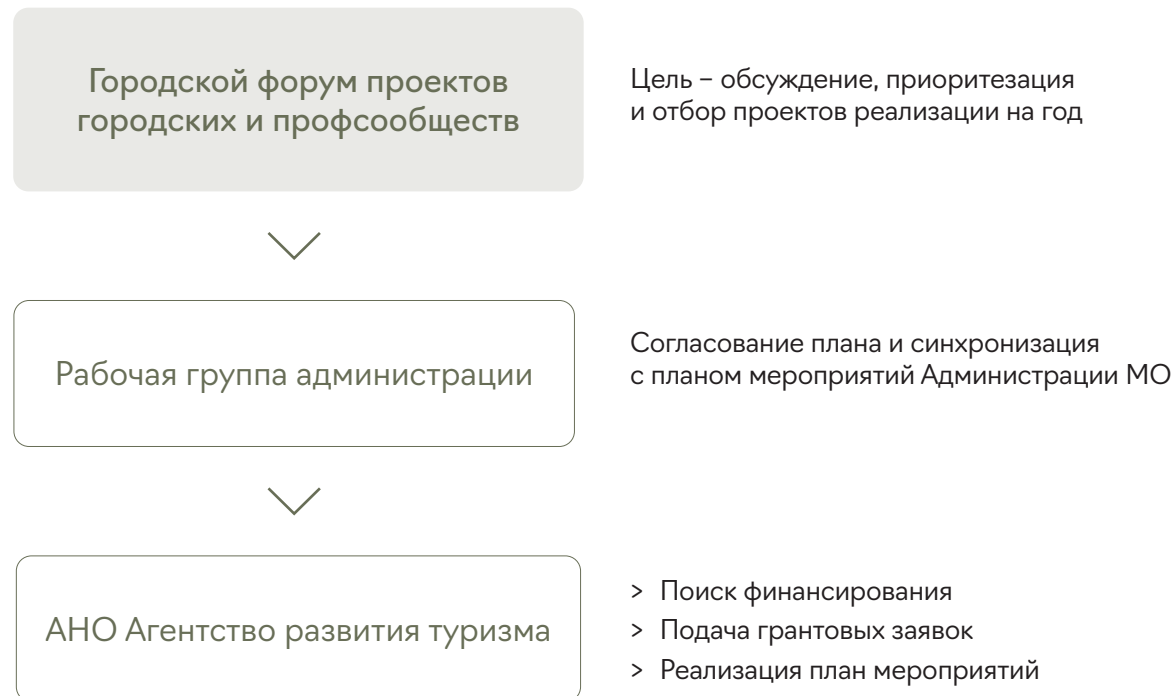 Городской форум проектов
городских и профсообществ
Цель – обсуждение, приоритезация
и отбор проектов реализации на год
Рабочая группа администрации
Согласование плана и синхронизация
с планом мероприятий Администрации МО
АНО Агентство развития туризма
> Поиск финансирования
> Подача грантовых заявок
> Реализация план мероприятий